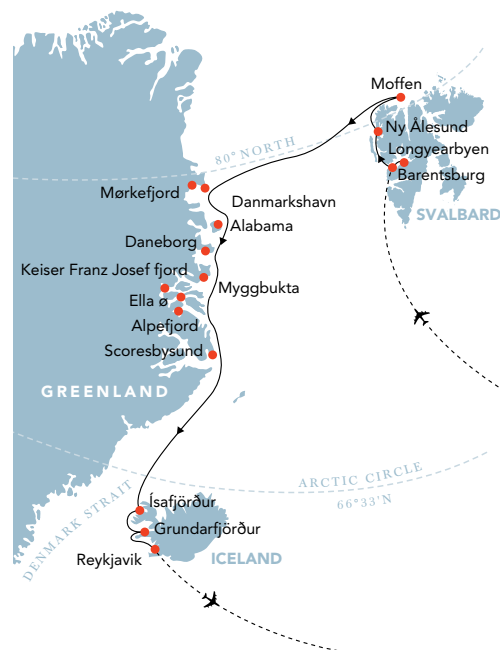 Moffen
80° NORTH
Ny Ålesund
Longyearbyen
Barentsburg
Mørkefjord
Danmarkshavn
SVALBARD
Alabama
Daneborg
Keiser Franz Josef fjord
Myggbukta
Ella ø
Alpefjord
Scoresbysund
GREENLAND
ARCTIC CIRCLE
66°33'N
DENMARK STRAIT
Ísafjörður
Grundarfjörður
Reykjavik
ICELAND